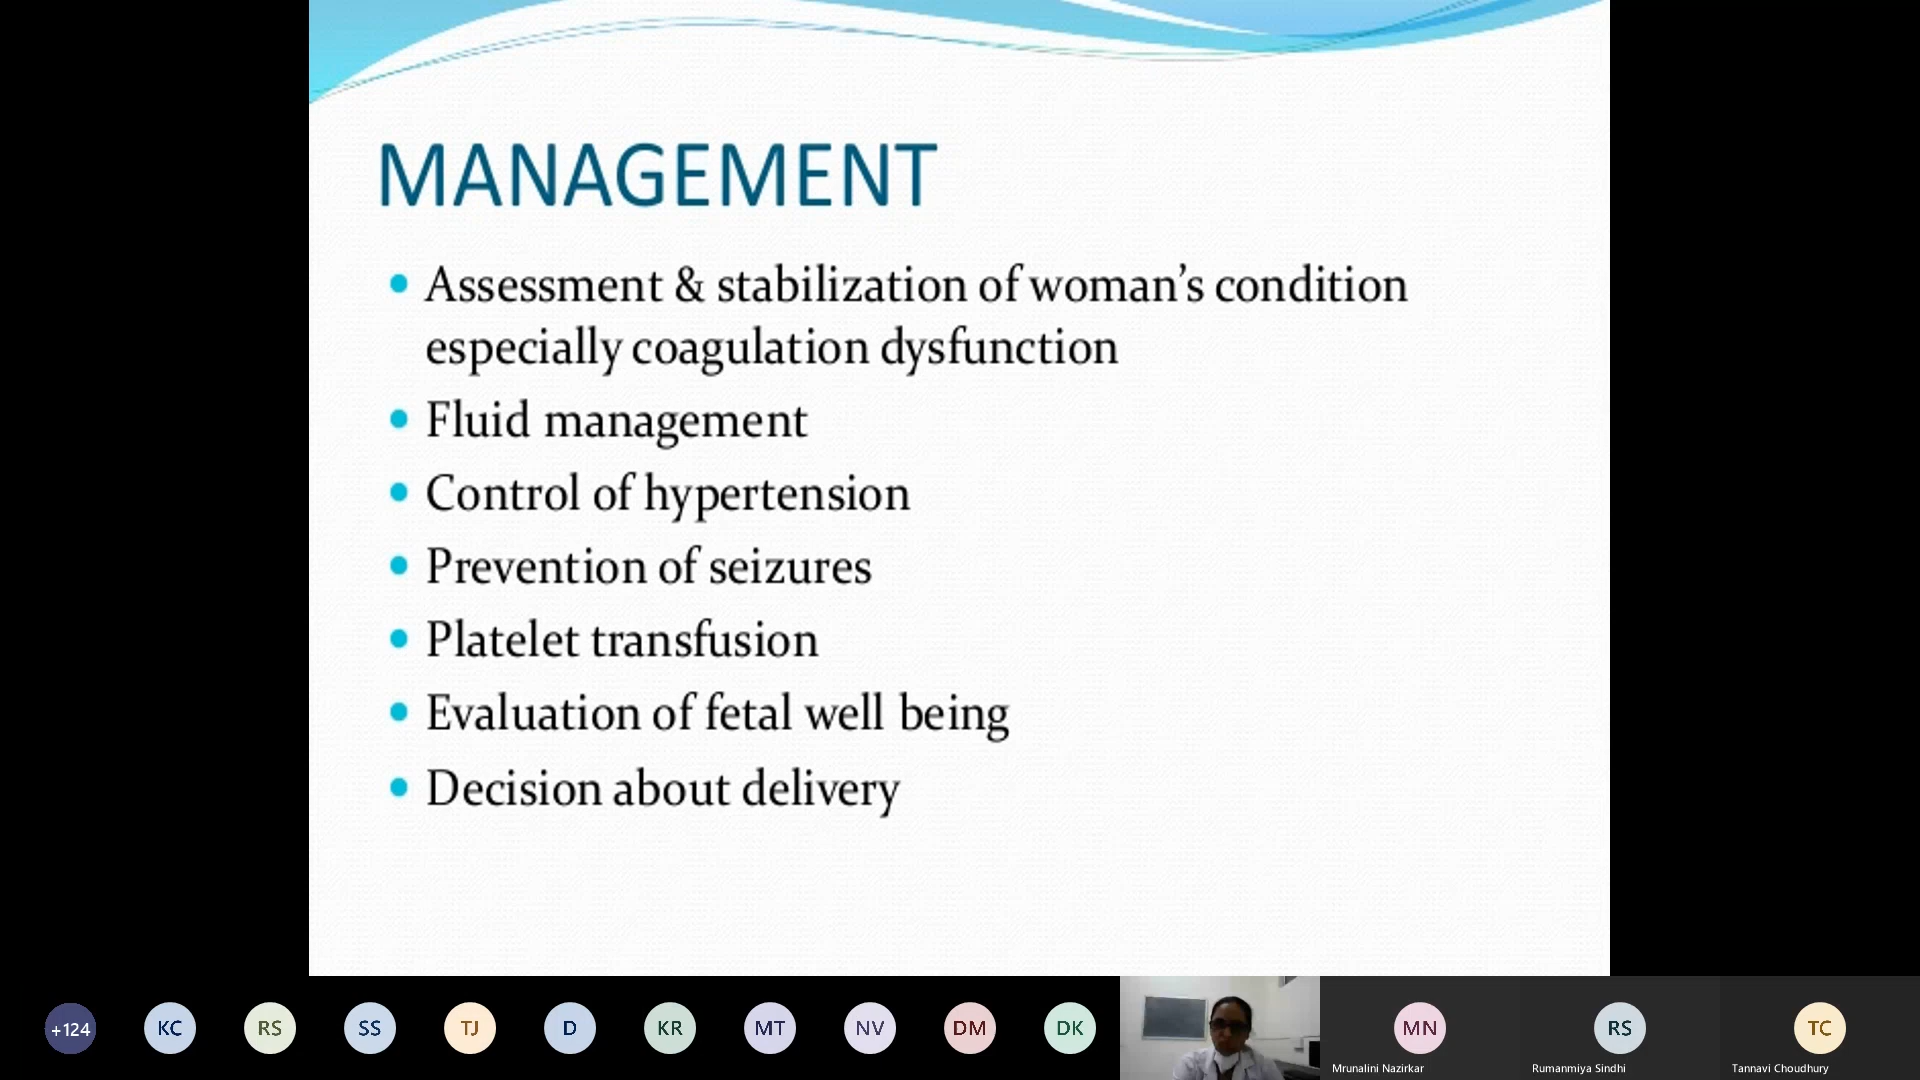 MANAGEMENT
Assessment & stabilization of woman’s condition
especially coagulation dysfunction
Fluid management
Control of hypertension
Prevention of seizures
Platelet transfusion
Evaluation of fetal well being
Decision about delivery
+124
KC
RS
SS
TJ
D
KR
MT
NV
DM
DK
MN
RS
TC
Mrunalini Nazirkar
Rumanmiya Sindhi
Tannavi Choudhury